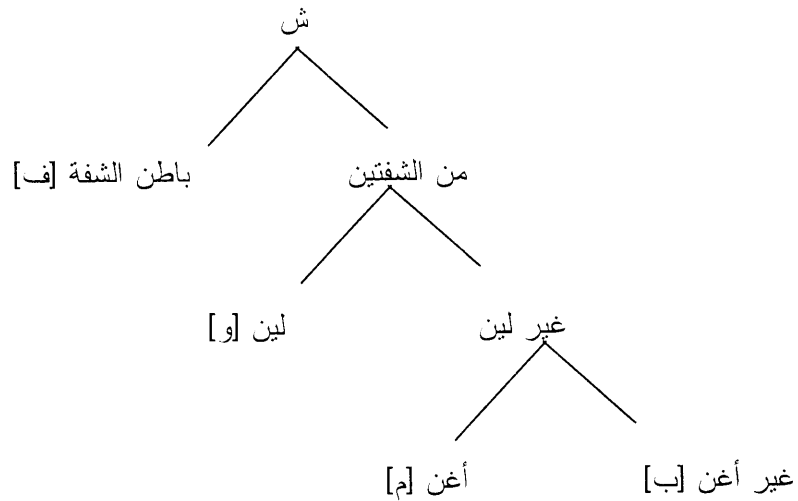 ش
من الشفتين
باطن الشفة [ف]
غير لين
لين [و]
غير أغن [ب]
أغن [م]